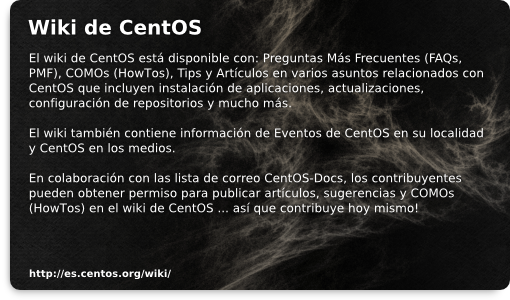 Wiki de CentOS
El wiki de CentOS está disponible con: Preguntas Más Frecuentes (FAQs,
PMF), COMOs (HowTos), Tips y Artículos en varios asuntos relacionados con
CentOS que incluyen instalación de aplicaciones, actualizaciones,
configuración de repositorios y mucho más.
El wiki también contiene información de Eventos de CentOS en su localidad
y CentOS en los medios.
En colaboración con las lista de correo CentOS-Docs, los contribuyentes
pueden obtener permiso para publicar artículos, sugerencias y COMOs
(HowTos) en el wiki de CentOS ... así que contribuye hoy mismo!
http://es.centos.org/wiki/